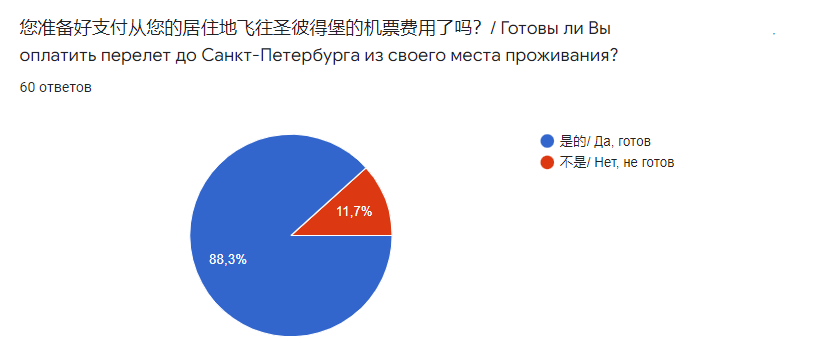 您准备好支付从您的居住地飞往圣彼得堡的机票费用了吗？/ Готовы ли Вы
оплатить перелет до Санкт-Петербурга из своего места проживания?
60 ответов
是的/ Да, готов
不是/ Нет, не готов
11,7%
88,3%